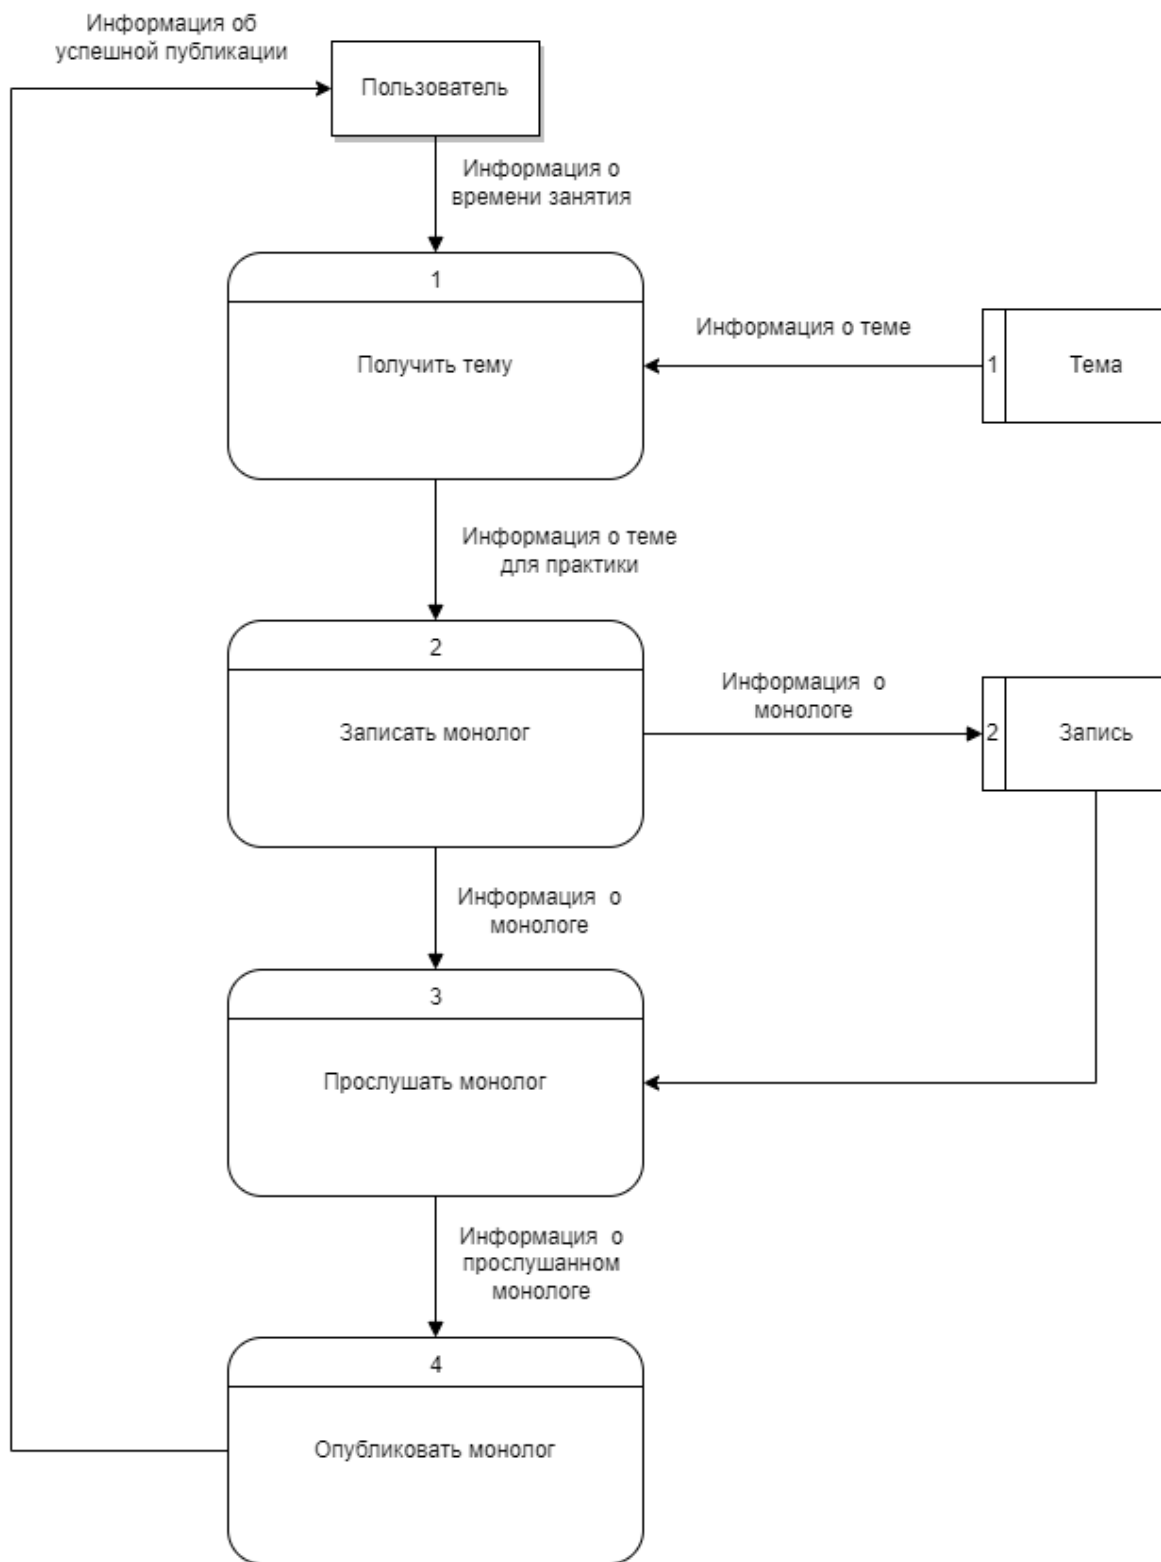 Информация об
успешной публикации
Пользователь
Информация о
времени занятия
1
Получить тему
Информация о теме
1
Тема
Информация о теме
для практики
2
Записать монолог
Информация о
монологе
2
Запись
Информация о
монологе
3
Прослушать монолог
Информация о
прослушанном
монологе
4
Опубликовать монолог